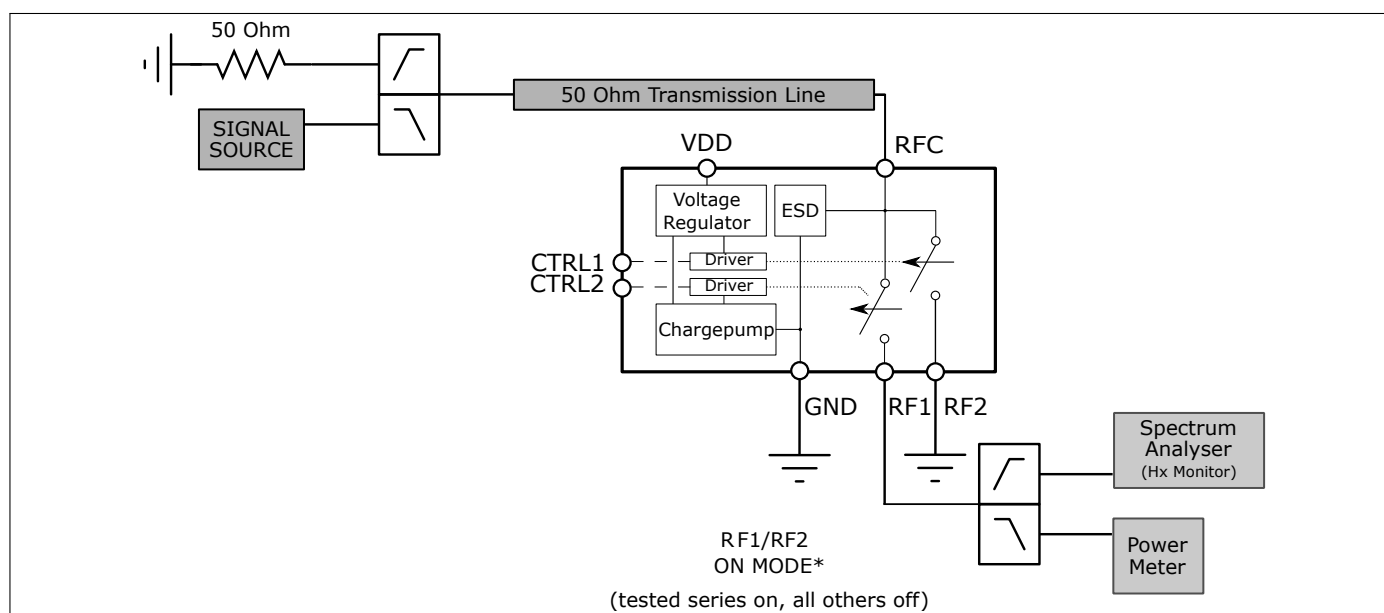 50 Ohm
SIGNAL
SOURCE
50 Ohm Transmission Line
VDD
RFC
Voltage
Regulator
ESD
CTRL1
Driver
CTRL2
Driver
Chargepump
GND
RF1
RF2
Spectrum
Analyser
(Hx Monitor)
Power
Meter
RF1/RF2
ON MODE*
(tested series on, all others off)